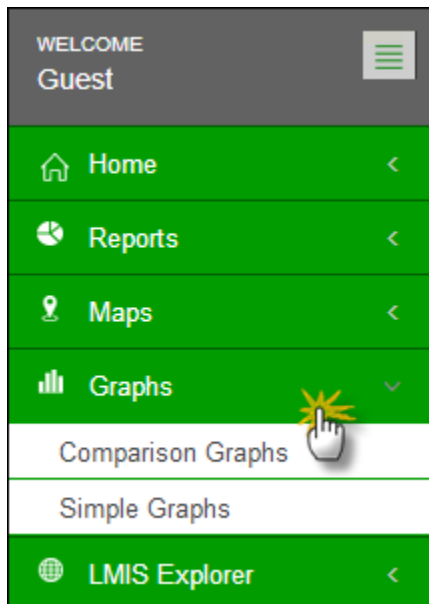 WELCOME
Guest
Home
Reports
Maps
Graphs
Comparison Graphs
Simple Graphs
LMIS Explorer